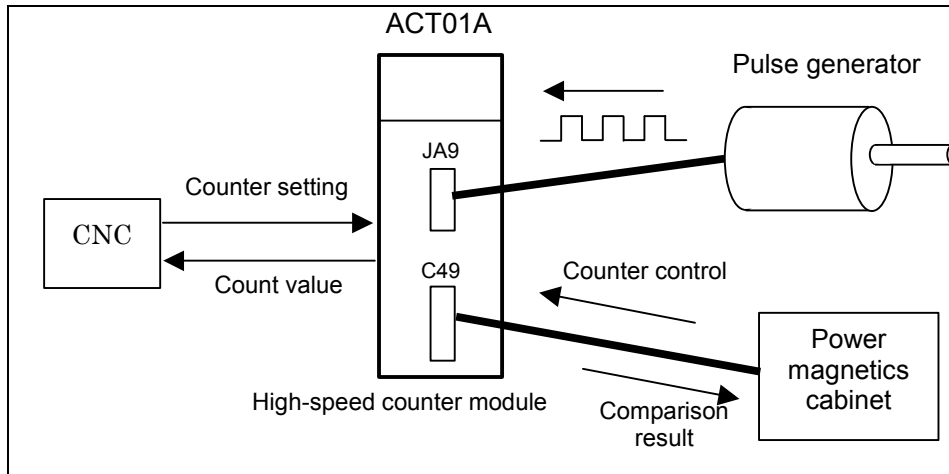 ACT01A
Pulse generator
JA9
Counter setting
CNC
Count value
C49
Counter control
Power
magnetics
cabinet
High-speed counter module
Comparison
result